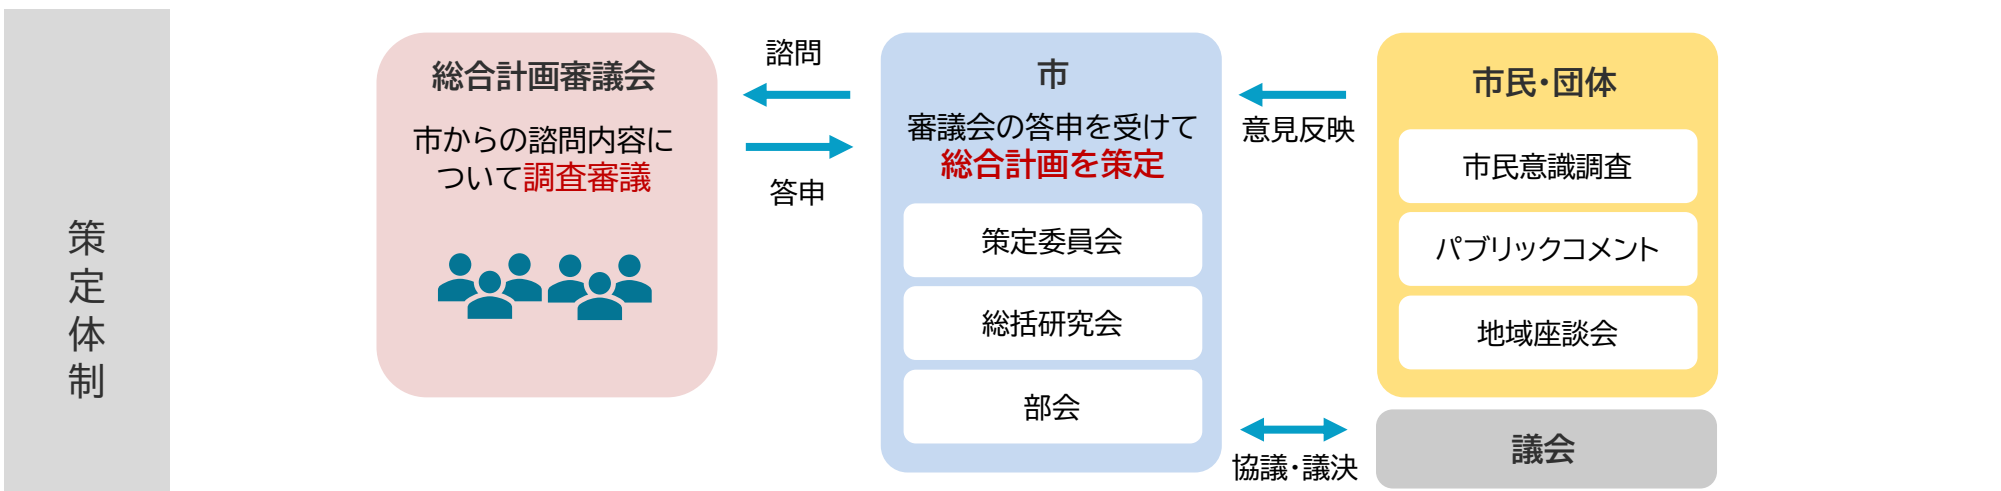 策定体制
総合計画審議会
市からの諮問内容に
ついて調査審議
諮問
答申
市
審議会の答申を受けて
総合計画を策定
策定委員会
総括研究会
部会
意見反映
協議・議決
市民・団体
市民意識調査
パブリックコメント
地域座談会
議会